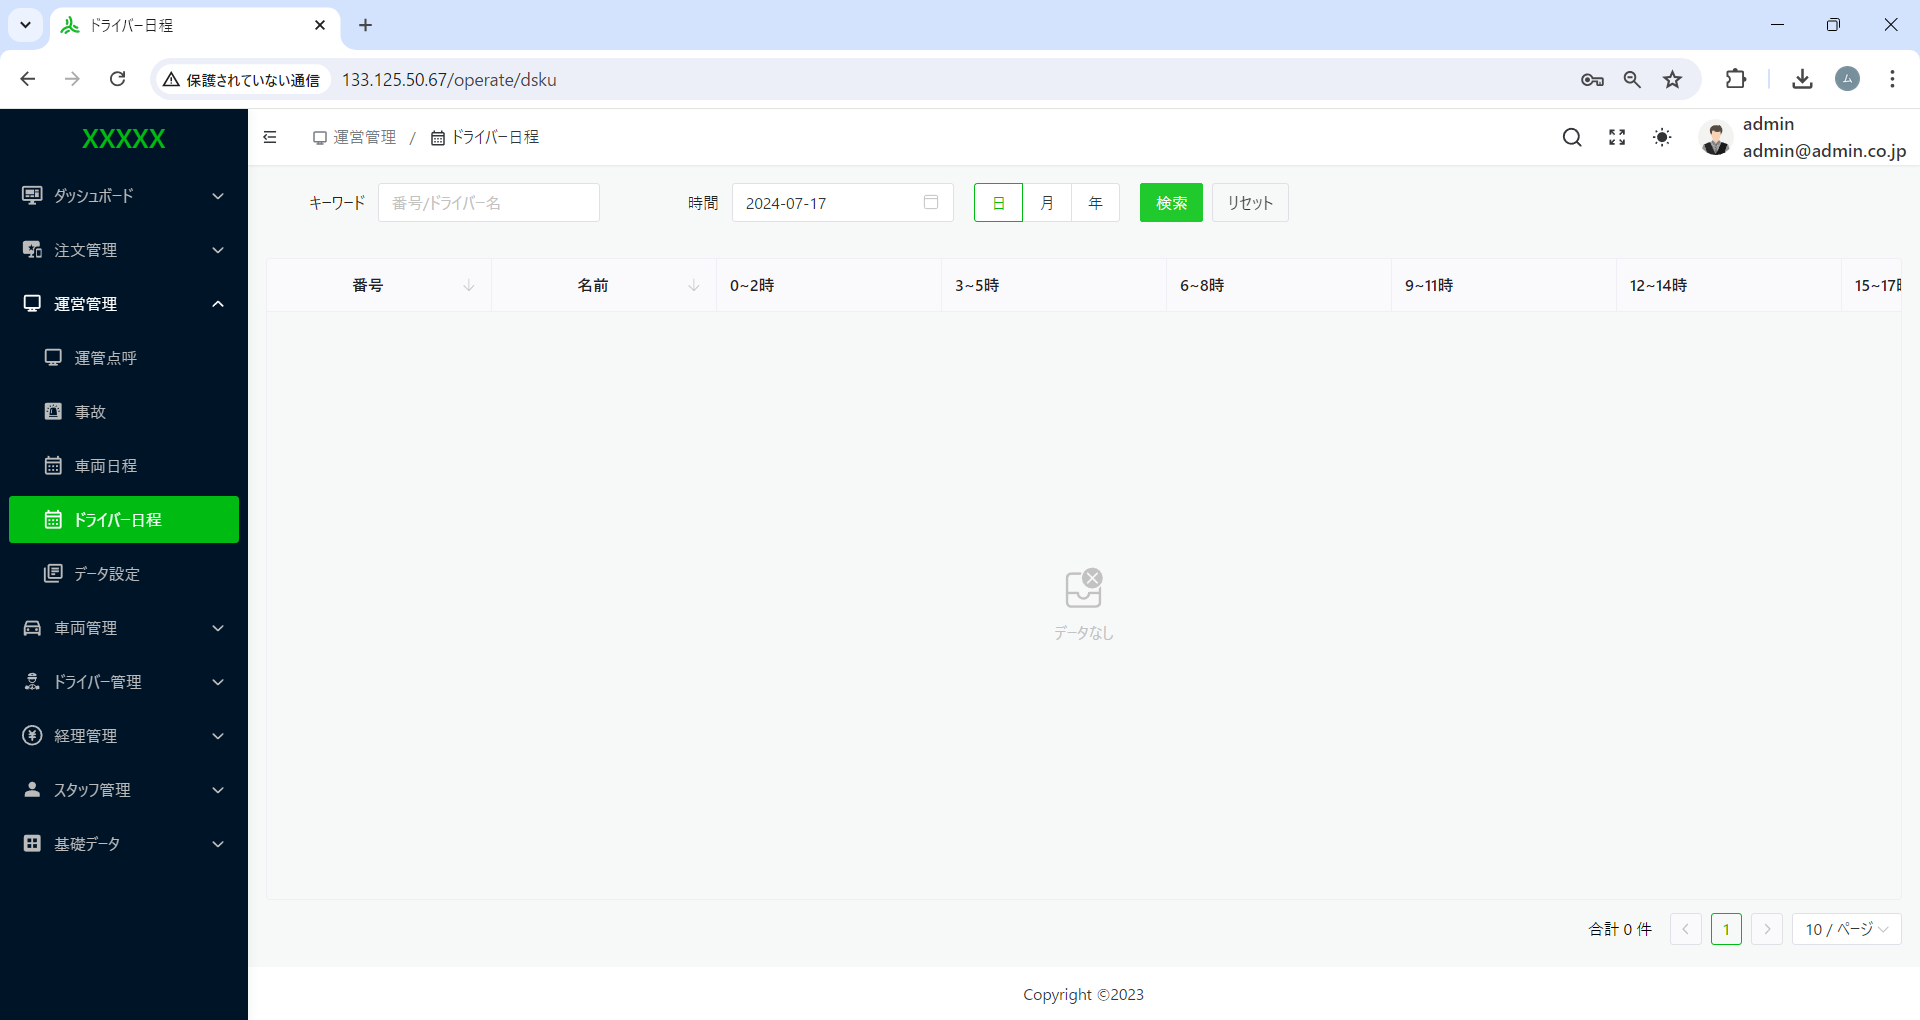 ドライバー日程
保護されていない通信
133.125.50.67/operate/dsku
ム
XXXXX
ダッシュボード
注文管理
運営管理
運管点呼
事故
車両日程
ドライバー日程
データ設定
車両管理
ドライバー管理
経理管理
スタッフ管理
基礎データ
運営管理 / ドライバー日程
admin
admin@admin.co.jp
キーワード 番号/ドライバー名 時間 2024-07-17 日 月 年 検索 リセット
番号 名前 0~2時 3~5時 6~8時 9~11時 12~14時 15~17時
データなし
合計 0 件 1 10 / ページ
Copyright ©2023